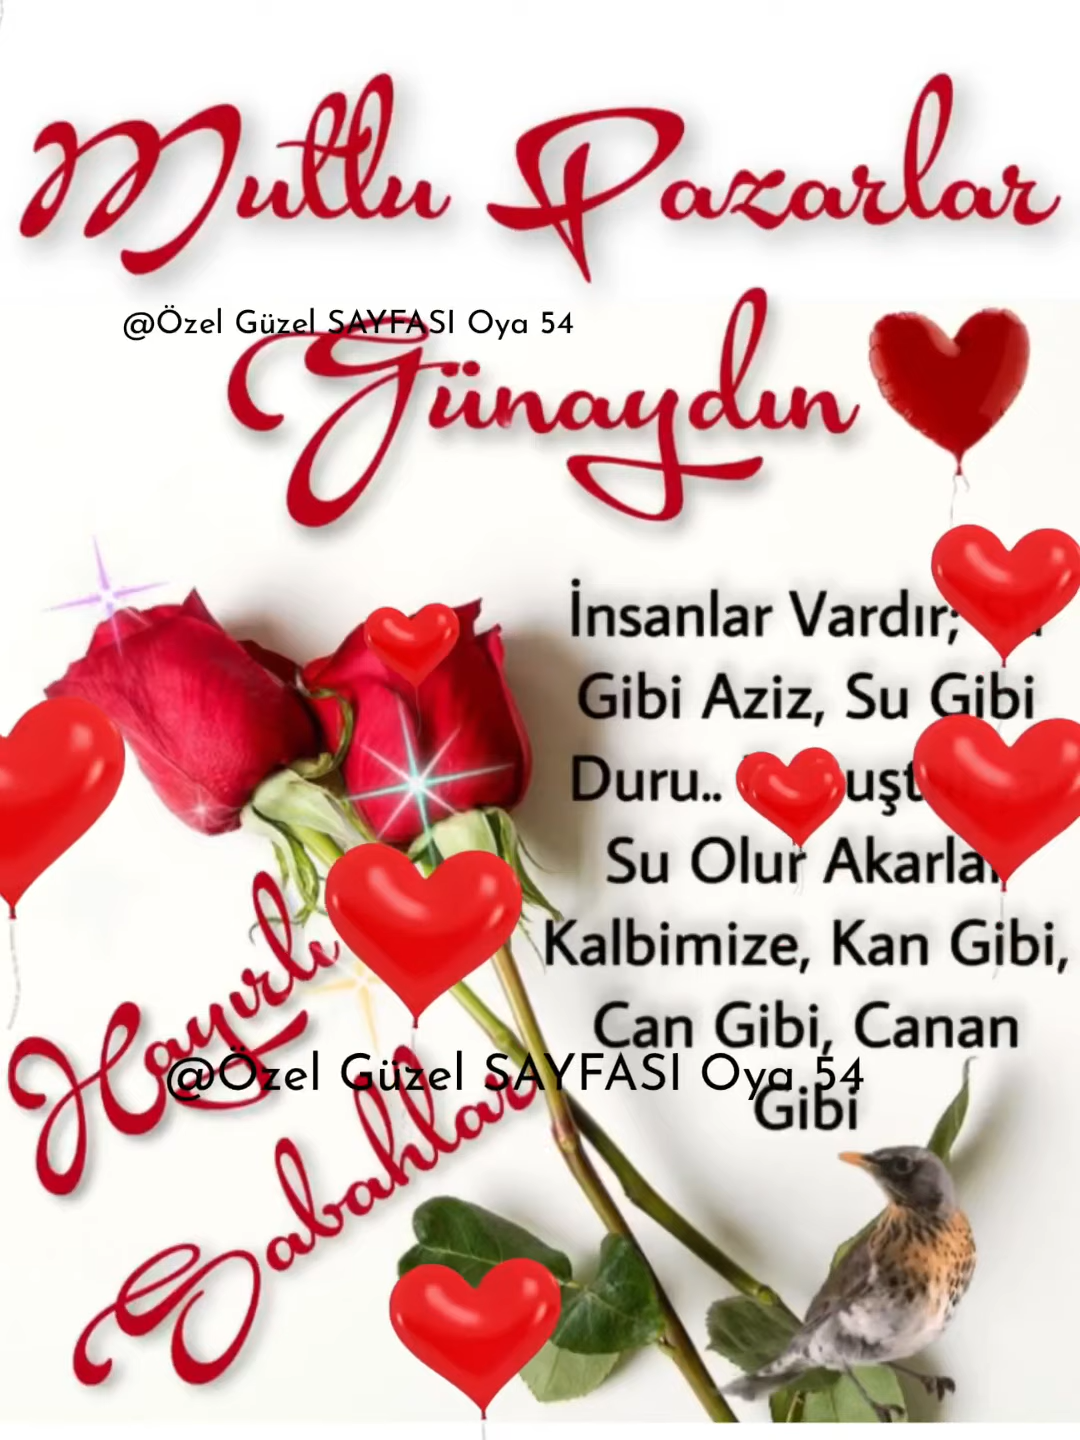 Mutlu Pazarlar
@Özel Güzel SAYFASI Oya 54
Günaydın
İnsanlar Vardır;
Gibi Aziz, Su Gibi
Duru..
Su Olur Akarlar
Kalbimize, Kan Gibi,
Can Gibi, Canan
Gibi
Hayırlı
Sabahlar
@Özel Güzel SAYFASI Oya 54